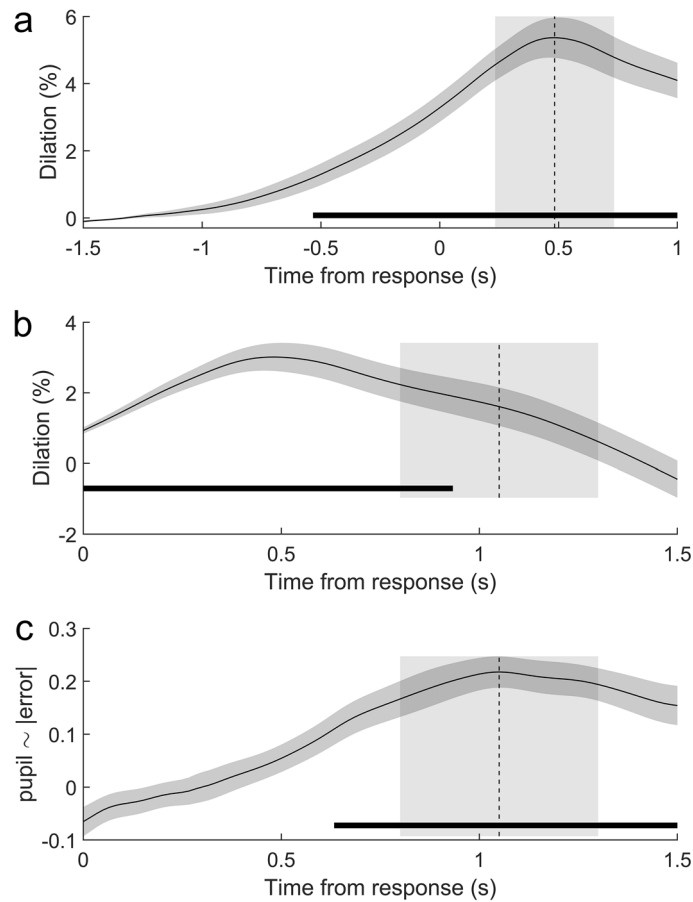 a
6
4
2
0
Dilation (%)
-1.5 -1 -0.5 0 0.5 1
Time from response (s)
b
4
2
0
-2
Dilation (%)
0 0.5 1 1.5
Time from response (s)
c
0.3
0.2
0.1
0
-0.1
pupil ~ |error|
0 0.5 1 1.5
Time from response (s)